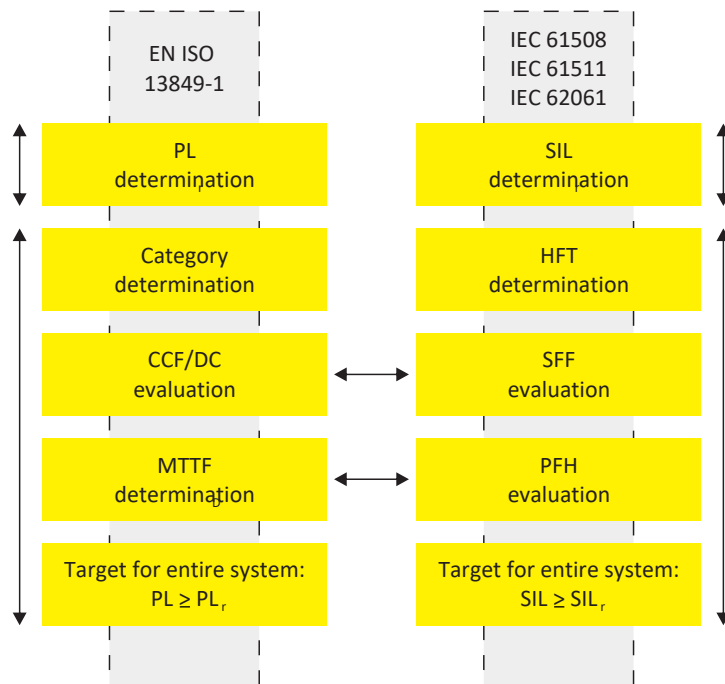 EN ISO
13849-1
IEC 61508
IEC 61511
IEC 62061
PL
determination
r
SIL
determination
r
Category
determination
HFT
determination
CCF/DC
evaluation
SFF
evaluation
MTTF
determination
D
PFH
evaluation
Target for entire system:
PL ≥ PLr
Target for entire system:
SIL ≥ SILr